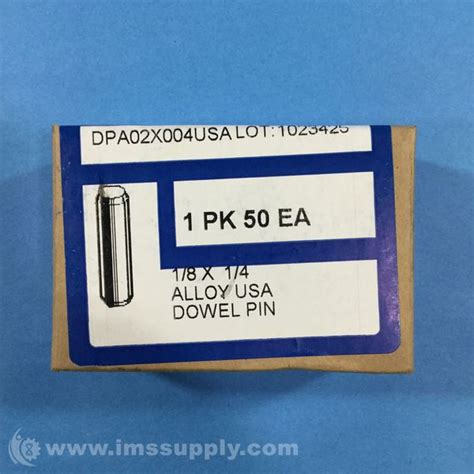 DPA02X004USA LOT: 1023425
1 PK 50 EA
1/8 X 1/4
ALLOY USA
DOWEL PIN
www.imssupply.com